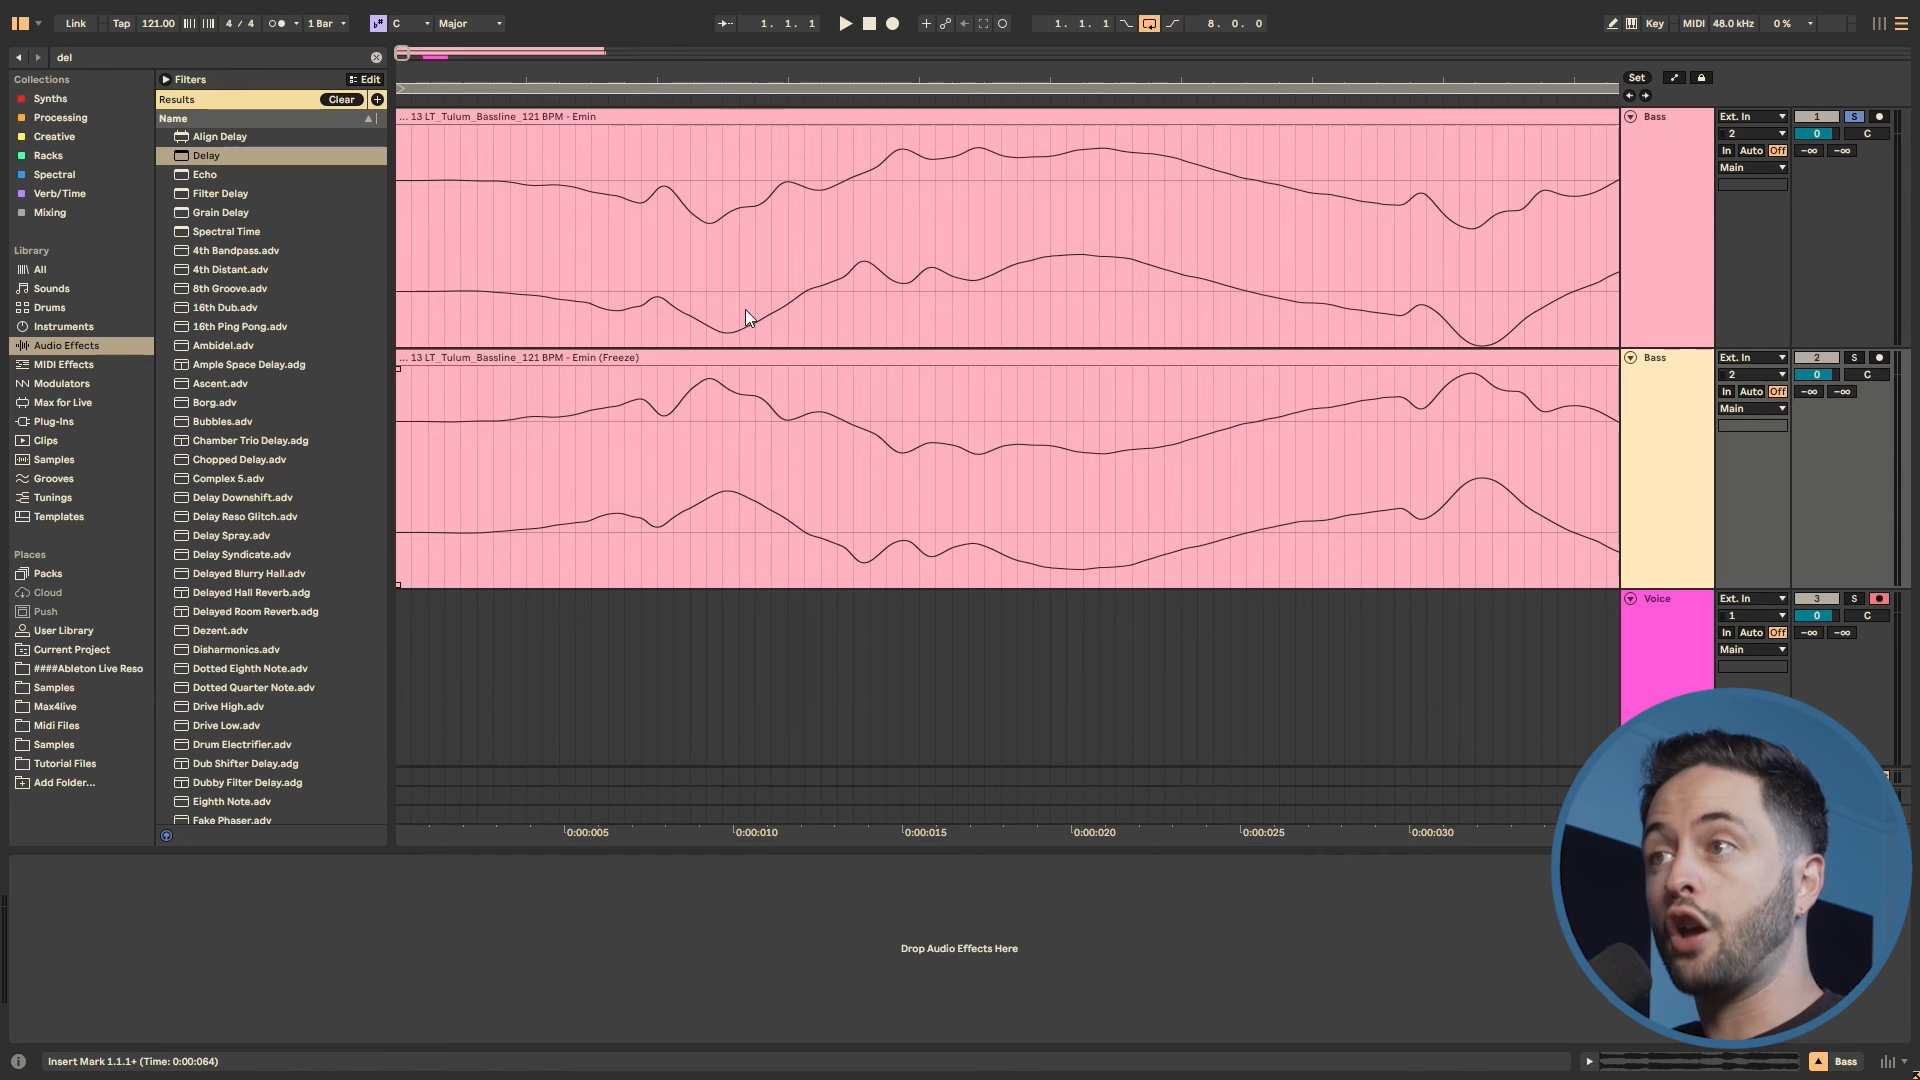 Link Tap 121.00 4 / 4 1 Bar C Major 1. 1. 1 1. 1. 1 8. 0. 0 Key MIDI 48.0 kHz 0 %
del
Collections
Synths
Processing
Creative
Racks
Spectral
Verb/Time
Mixing
Library
All
Sounds
Drums
Instruments
Audio Effects
MIDI Effects
Modulators
Max for Live
Plug-Ins
Clips
Samples
Grooves
Tunings
Templates
Places
Packs
Cloud
Push
User Library
Current Project
####Ableton Live Reso
Samples
Max4live
Midi Files
Samples
Tutorial Files
Add Folder...
Filters Edit
Results Clear
Name
Align Delay
Delay
Echo
Filter Delay
Grain Delay
Spectral Time
4th Bandpass.adv
4th Distant.adv
8th Groove.adv
16th Dub.adv
16th Ping Pong.adv
Ambidel.adv
Ample Space Delay.adg
Ascent.adv
Borg.adv
Bubbles.adv
Chamber Trio Delay.adg
Chopped Delay.adv
Complex 5.adv
Delay Downshift.adv
Delay Reso Glitch.adv
Delay Spray.adv
Delay Syndicate.adv
Delayed Blurry Hall.adv
Delayed Hall Reverb.adg
Delayed Room Reverb.adg
Dezent.adv
Disharmonics.adv
Dotted Eighth Note.adv
Dotted Quarter Note.adv
Drive High.adv
Drive Low.adv
Drum Electrifier.adv
Dub Shifter Delay.adg
Dubby Filter Delay.adg
Eighth Note.adv
Fake Phaser.adv
Set
... 13 LT_Tulum_Bassline_121 BPM - Emin
Bass Ext. In 1 S
2 0 C
In Auto Off -∞ -∞
Main
... 13 LT_Tulum_Bassline_121 BPM - Emin (Freeze)
Bass Ext. In 2 S
2 0 C
In Auto Off -∞ -∞
Main
Voice Ext. In 3 S
1 0 C
In Auto Off -∞ -∞
Main
0:00:005 0:00:010 0:00:015 0:00:020 0:00:025 0:00:030
Drop Audio Effects Here
Insert Mark 1.1.1+ (Time: 0:00:064)
Bass